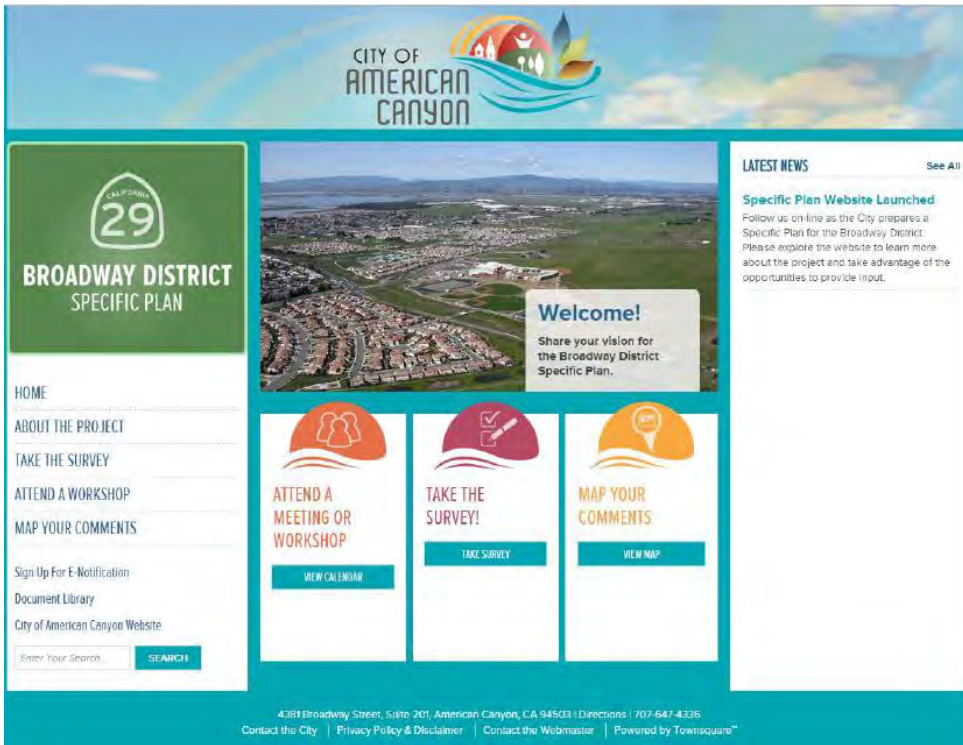 CITY OF
AMERICAN
CANYON
CALIFORNIA
29
BROADWAY DISTRICT
SPECIFIC PLAN
HOME
ABOUT THE PROJECT
TAKE THE SURVEY
ATTEND A WORKSHOP
MAP YOUR COMMENTS
Sign Up For E-Notification
Document Library
City of American Canyon Website
Enter Your Search
SEARCH
Welcome!
Share your vision for
the Broadway District
Specific Plan.
ATTEND A
MEETING OR
WORKSHOP
VIEW CALENDAR
TAKE THE
SURVEY!
TAKE SURVEY
MAP YOUR
COMMENTS
VIEW MAP
LATEST NEWS See All
Specific Plan Website Launched
Follow us on-line as the City prepares a
Specific Plan for the Broadway District.
Please explore the website to learn more
about the project and take advantage of the
opportunities to provide input.
4381 Broadway Street, Suite 201, American Canyon, CA 94503 | Directions | 707-647-4336
Contact the City | Privacy Policy & Disclaimer | Contact the Webmaster | Powered by Townsquare™